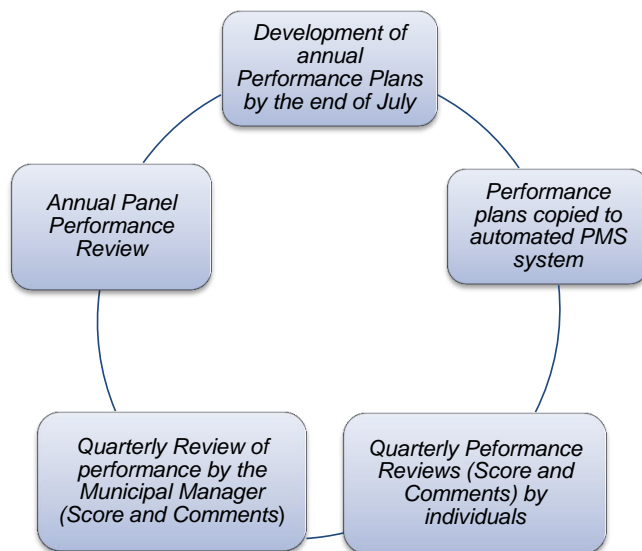 Development of
annual
Performance Plans
by the end of July
Performance
plans copied to
automated PMS
system
Quarterly Peformance
Reviews (Score and
Comments) by
individuals
Quarterly Review of
performance by the
Municipal Manager
(Score and Comments)
Annual Panel
Performance
Review